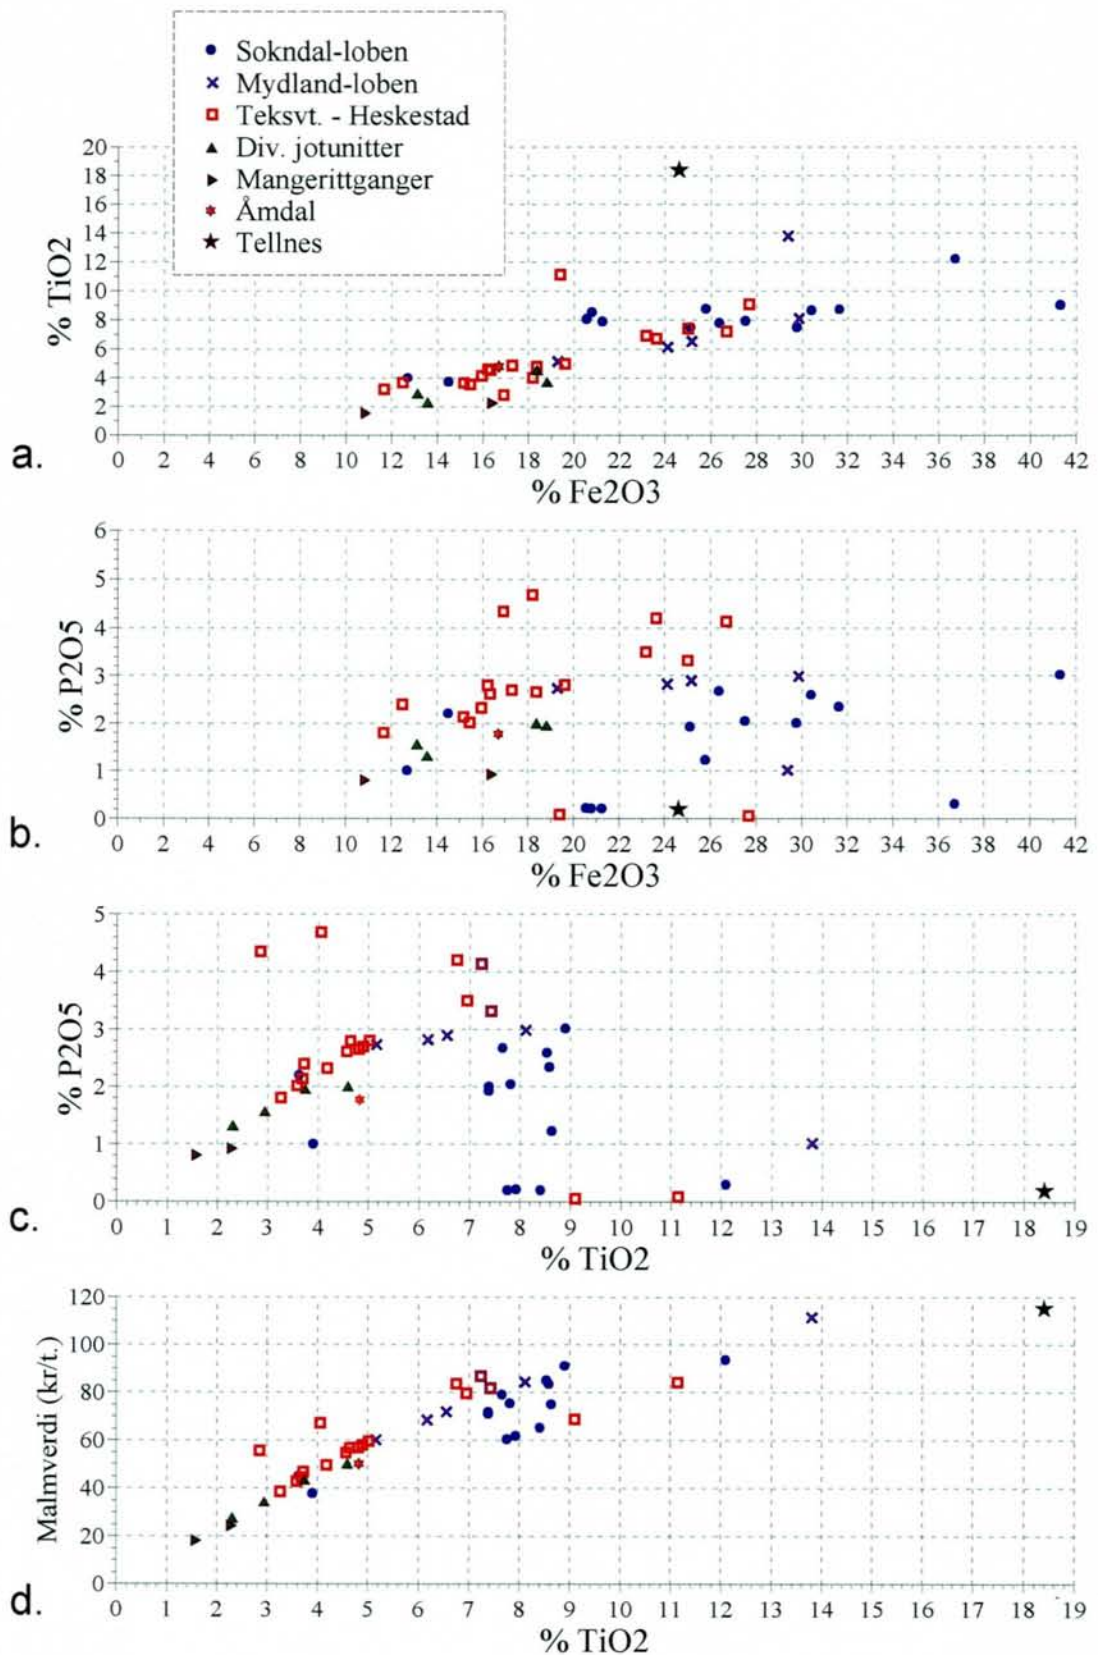 Sokndal-loben
Mydland-loben
Teksvt. - Heskestad
Div. jotunitter
Mangerittganger
Åmdal
Tellnes
% TiO2
20
18
16
14
12
10
8
6
4
2
0
a.
0 2 4 6 8 10 12 14 16 18 20 22 24 26 28 30 32 34 36 38 40 42
% Fe2O3
% P2O5
6
5
4
3
2
1
0
b.
0 2 4 6 8 10 12 14 16 18 20 22 24 26 28 30 32 34 36 38 40 42
% Fe2O3
% P2O5
5
4
3
2
1
0
c.
0 1 2 3 4 5 6 7 8 9 10 11 12 13 14 15 16 17 18 19
% TiO2
Malmverdi (kr/t.)
120
100
80
60
40
20
0
d.
0 1 2 3 4 5 6 7 8 9 10 11 12 13 14 15 16 17 18 19
% TiO2